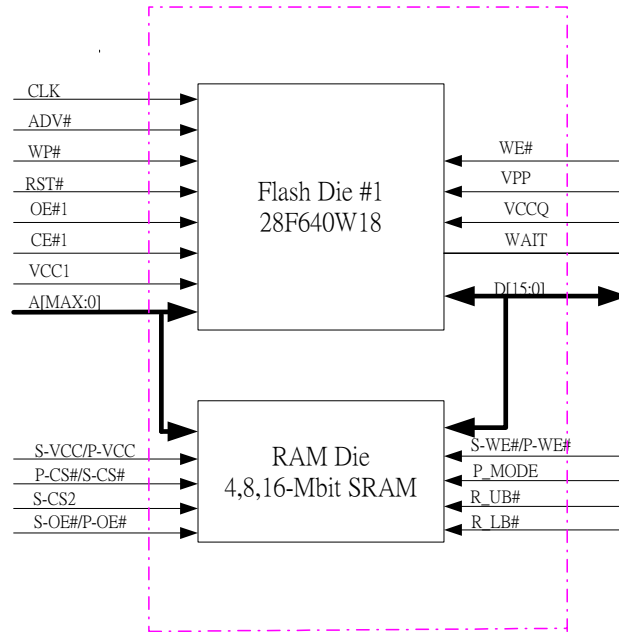 CLK
ADV#
WP#
RST#
OE#1
CE#1
VCC1
A[MAX:0]
Flash Die #1
28F640W18
WE#
VPP
VCCQ
WAIT
D[15:0]
S-VCC/P-VCC
P-CS#/S-CS#
S-CS2
S-OE#/P-OE#
RAM Die
4,8,16-Mbit SRAM
S-WE#/P-WE#
P_MODE
R_UB#
R_LB#